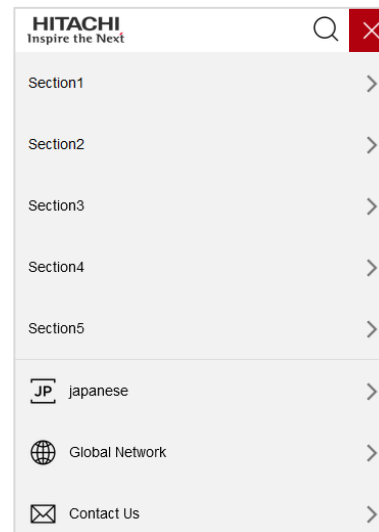 HITACHI
Inspire the Next
Section1
Section2
Section3
Section4
Section5
JP japanese
Global Network
Contact Us